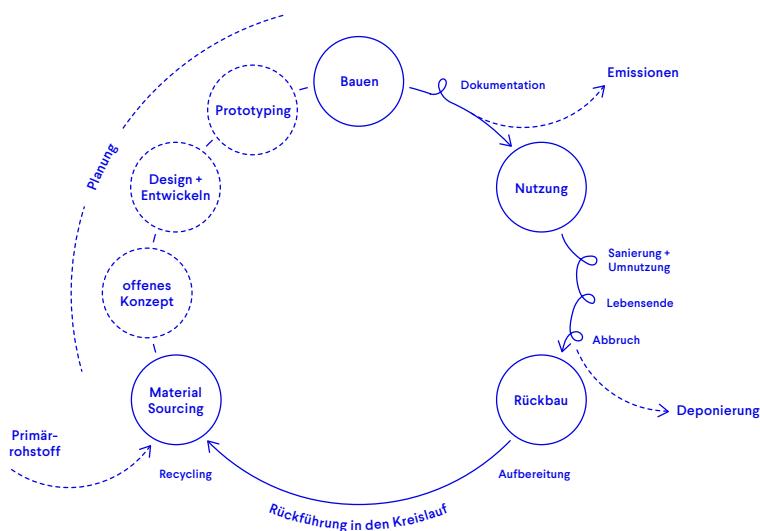 Bauen
Dokumentation
Emissionen
Prototyping
Planung
Design +
Entwickeln
Nutzung
offenes
Konzept
Sanierung +
Umnutzung
Lebensende
Abbruch
Material
Sourcing
Rückbau
Deponierung
Primär-
rohstoff
Recycling
Aufbereitung
Rückführung in den Kreislauf